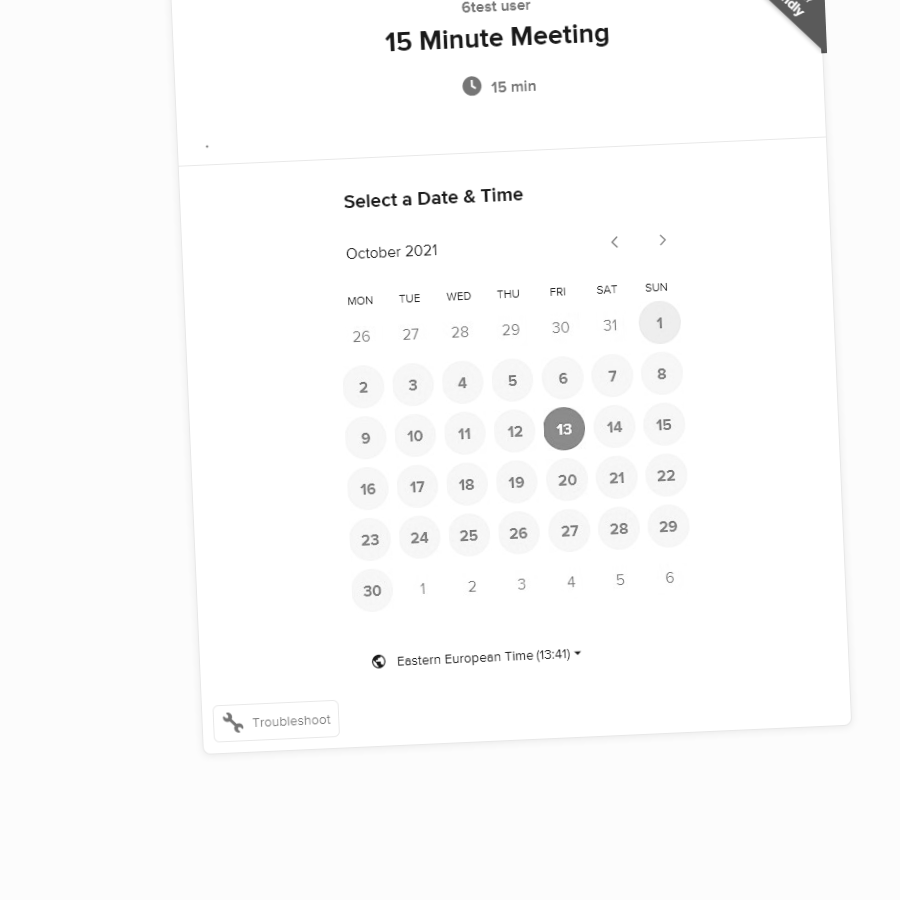 6test user
15 Minute Meeting
15 min
.
Select a Date & Time
October 2021
MON TUE WED THU FRI SAT SUN
26 27 28 29 30 31 1
2 3 4 5 6 7 8
9 10 11 12 13 14 15
16 17 18 19 20 21 22
23 24 25 26 27 28 29
30 1 2 3 4 5 6
Eastern European Time (13:41)
Troubleshoot